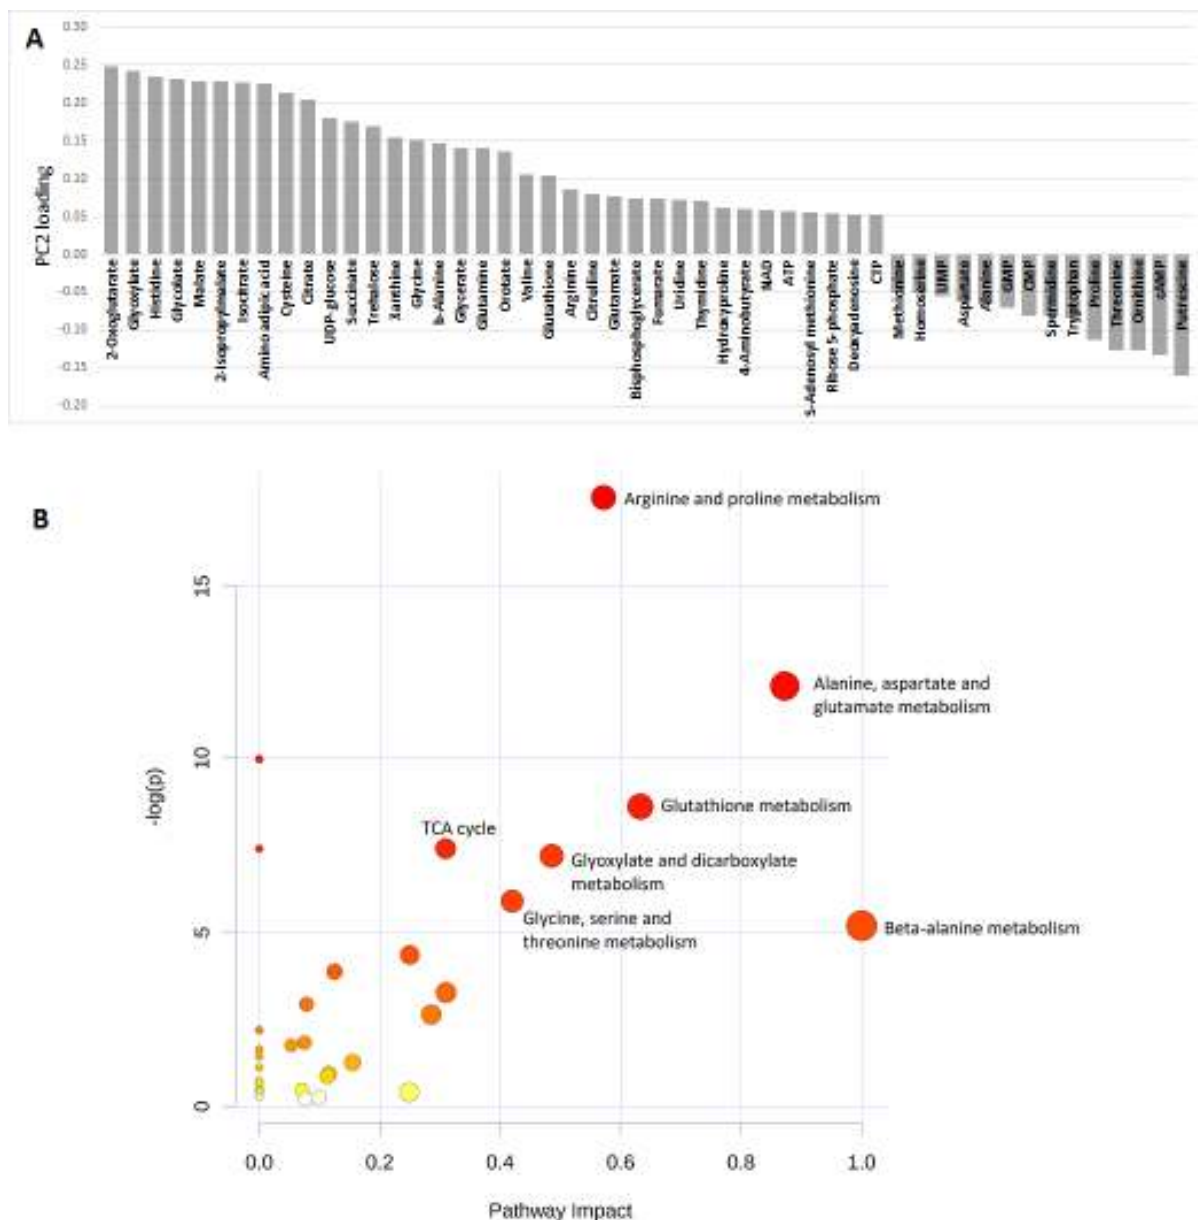 A
0.30
0.25
0.20
0.15
0.10
0.05
0.00
-0.05
-0.10
-0.15
-0.20
PC2 loading
2-Oxoglutarate
Glyoxylate
Histidine
Glycolate
Malate
2-Isopropylmalate
Isocitrate
Amino adipic acid
Cysteine
Citrate
UDP-glucose
Succinate
Trehalose
Xanthine
Glycine
b-Alanine
Glycerate
Glutamine
Orotate
Valine
Glutathione
Arginine
Citrulline
Glutamate
Bisphosphoglycerate
Fumarate
Uridine
Thymidine
Hydroxyproline
4-Aminobutyrate
NAD
ATP
S-Adenosyl methionine
Ribose 5-phosphate
Deoxyadenosine
CTP
Methionine
Homoserine
UMP
Aspartate
Alanine
GMP
CMP
Spermidine
Tryptophan
Proline
Threonine
Ornithine
cAMP
Putrescine
B
Arginine and proline metabolism
Alanine, aspartate and
glutamate metabolism
Glutathione metabolism
TCA cycle
Glyoxylate and dicarboxylate
metabolism
Glycine, serine and
threonine metabolism
Beta-alanine metabolism
-log(p)
15
10
5
0
0.0
0.2
0.4
0.6
0.8
1.0
Pathway Impact